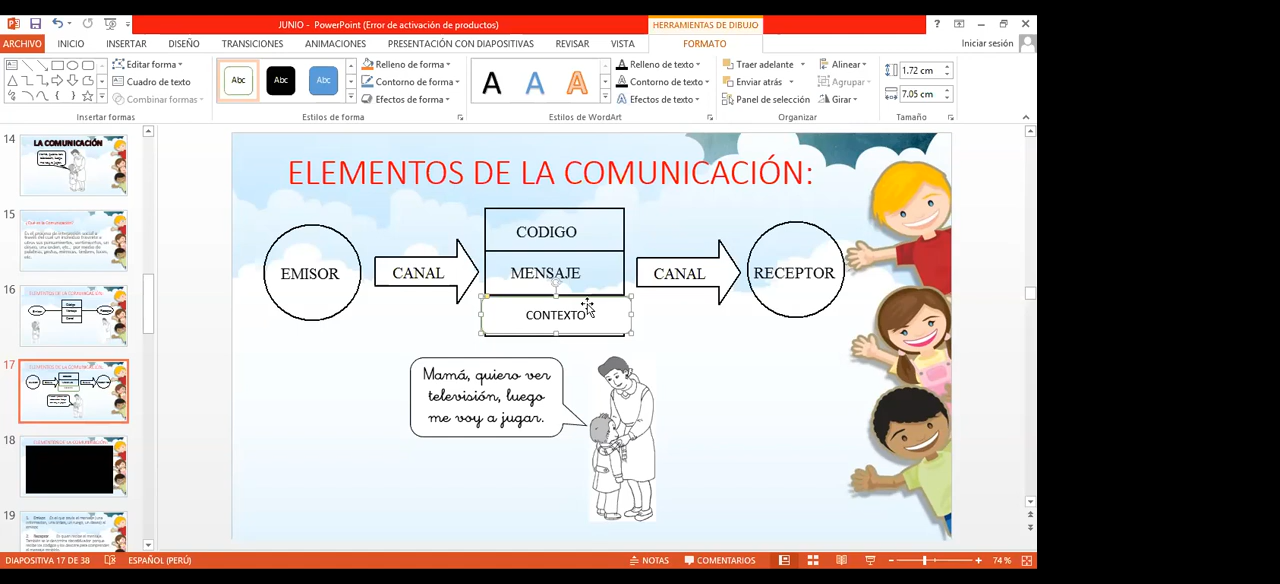 JUNIO - PowerPoint (Error de activación de productos)
HERRAMIENTAS DE DIBUJO
ARCHIVO INICIO INSERTAR DISEÑO TRANSICIONES ANIMACIONES PRESENTACIÓN CON DIAPOSITIVAS REVISAR VISTA FORMATO
Iniciar sesión
Editar forma
Cuadro de texto
Combinar formas
Insertar formas
Abc Abc Abc
Relleno de forma
Contorno de forma
Efectos de forma
Estilos de forma
A A A
Relleno de texto
Contorno de texto
Efectos de texto
Estilos de WordArt
Traer adelante
Enviar atrás
Panel de selección
Alinear
Agrupar
Girar
Organizar
1.72 cm
7.05 cm
Tamaño
14
LA COMUNICACIÓN
15
16
17
18
19
ELEMENTOS DE LA COMUNICACIÓN:
EMISOR
CANAL
CODIGO
MENSAJE
CONTEXTO
CANAL
RECEPTOR
Mamá, quiero ver
televisión, luego
me voy a jugar.
DIAPOSITIVA 17 DE 38
ESPAÑOL (PERÚ)
NOTAS
COMENTARIOS
74 %